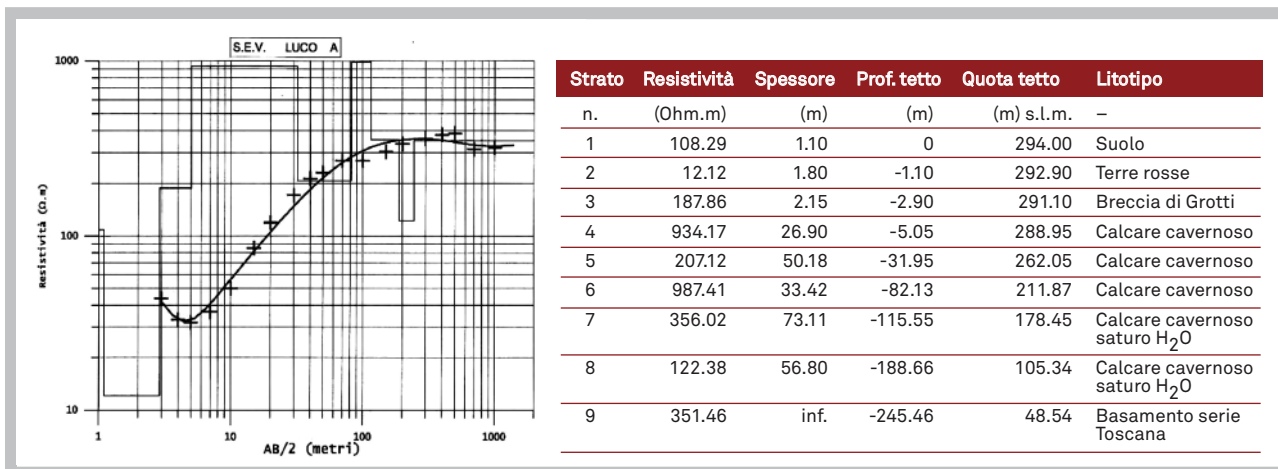 S.E.V. LUCO A
1000
100
10
Resistività (Ω.m)
1 10 100 1000
AB/2 (metri)
Strato Resistività Spessore Prof. tetto Quota tetto Litotipo
n. (Ohm.m) (m) (m) (m) s.l.m. –
1 108.29 1.10 0 294.00 Suolo
2 12.12 1.80 -1.10 292.90 Terre rosse
3 187.86 2.15 -2.90 291.10 Breccia di Grotti
4 934.17 26.90 -5.05 288.95 Calcare cavernoso
5 207.12 50.18 -31.95 262.05 Calcare cavernoso
6 987.41 33.42 -82.13 211.87 Calcare cavernoso
7 356.02 73.11 -115.55 178.45 Calcare cavernoso
saturo H₂O
8 122.38 56.80 -188.66 105.34 Calcare cavernoso
saturo H₂O
9 351.46 inf. -245.46 48.54 Basamento serie
Toscana